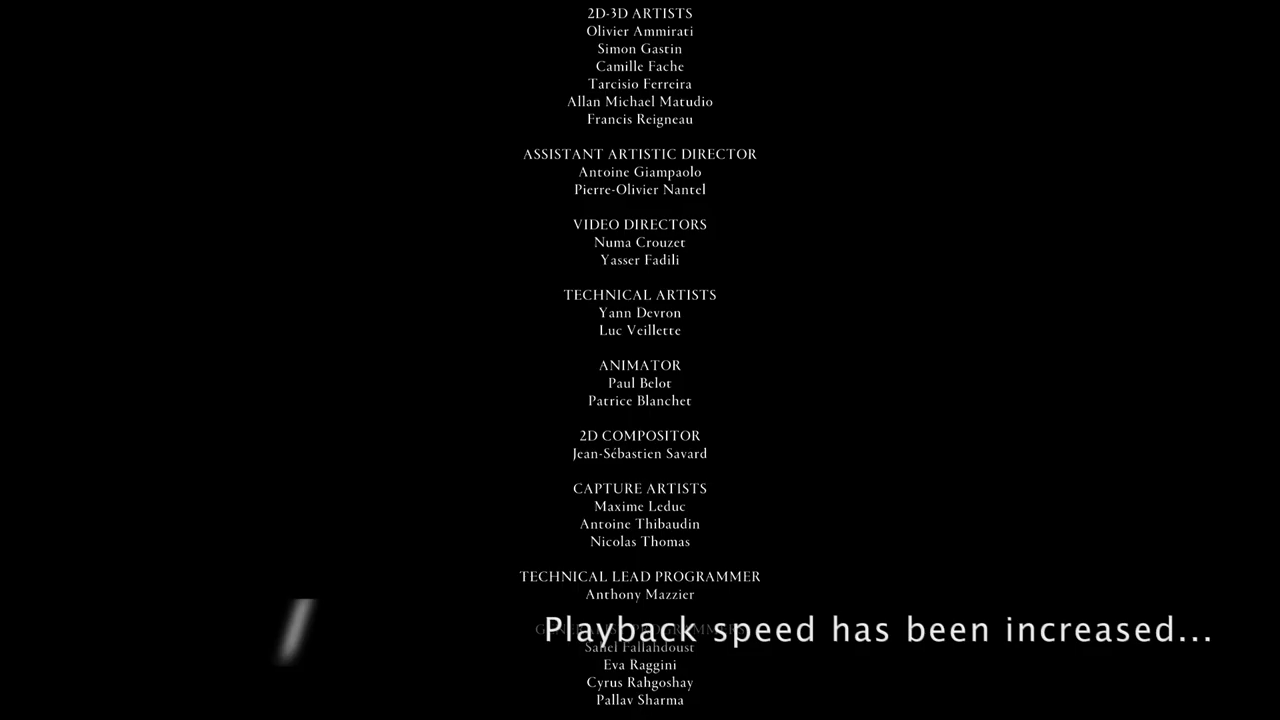 2D-3D ARTISTS
Olivier Ammirati
Simon Gastin
Camille Fache
Tarcisio Ferreira
Allan Michael Matudio
Francis Reigneau
ASSISTANT ARTISTIC DIRECTOR
Antoine Giampaolo
Pierre-Olivier Nantel
VIDEO DIRECTORS
Numa Crouzet
Yasser Fadili
TECHNICAL ARTISTS
Yann Devron
Luc Veillette
ANIMATOR
Paul Belot
Patrice Blanchet
2D COMPOSITOR
Jean-Sébastien Savard
CAPTURE ARTISTS
Maxime Leduc
Antoine Thibaudin
Nicolas Thomas
TECHNICAL LEAD PROGRAMMER
Anthony Mazzier
Playback speed has been increased...
Fallahdoust
Eva Raggini
Cyrus Rahgoshay
Pallav Sharma